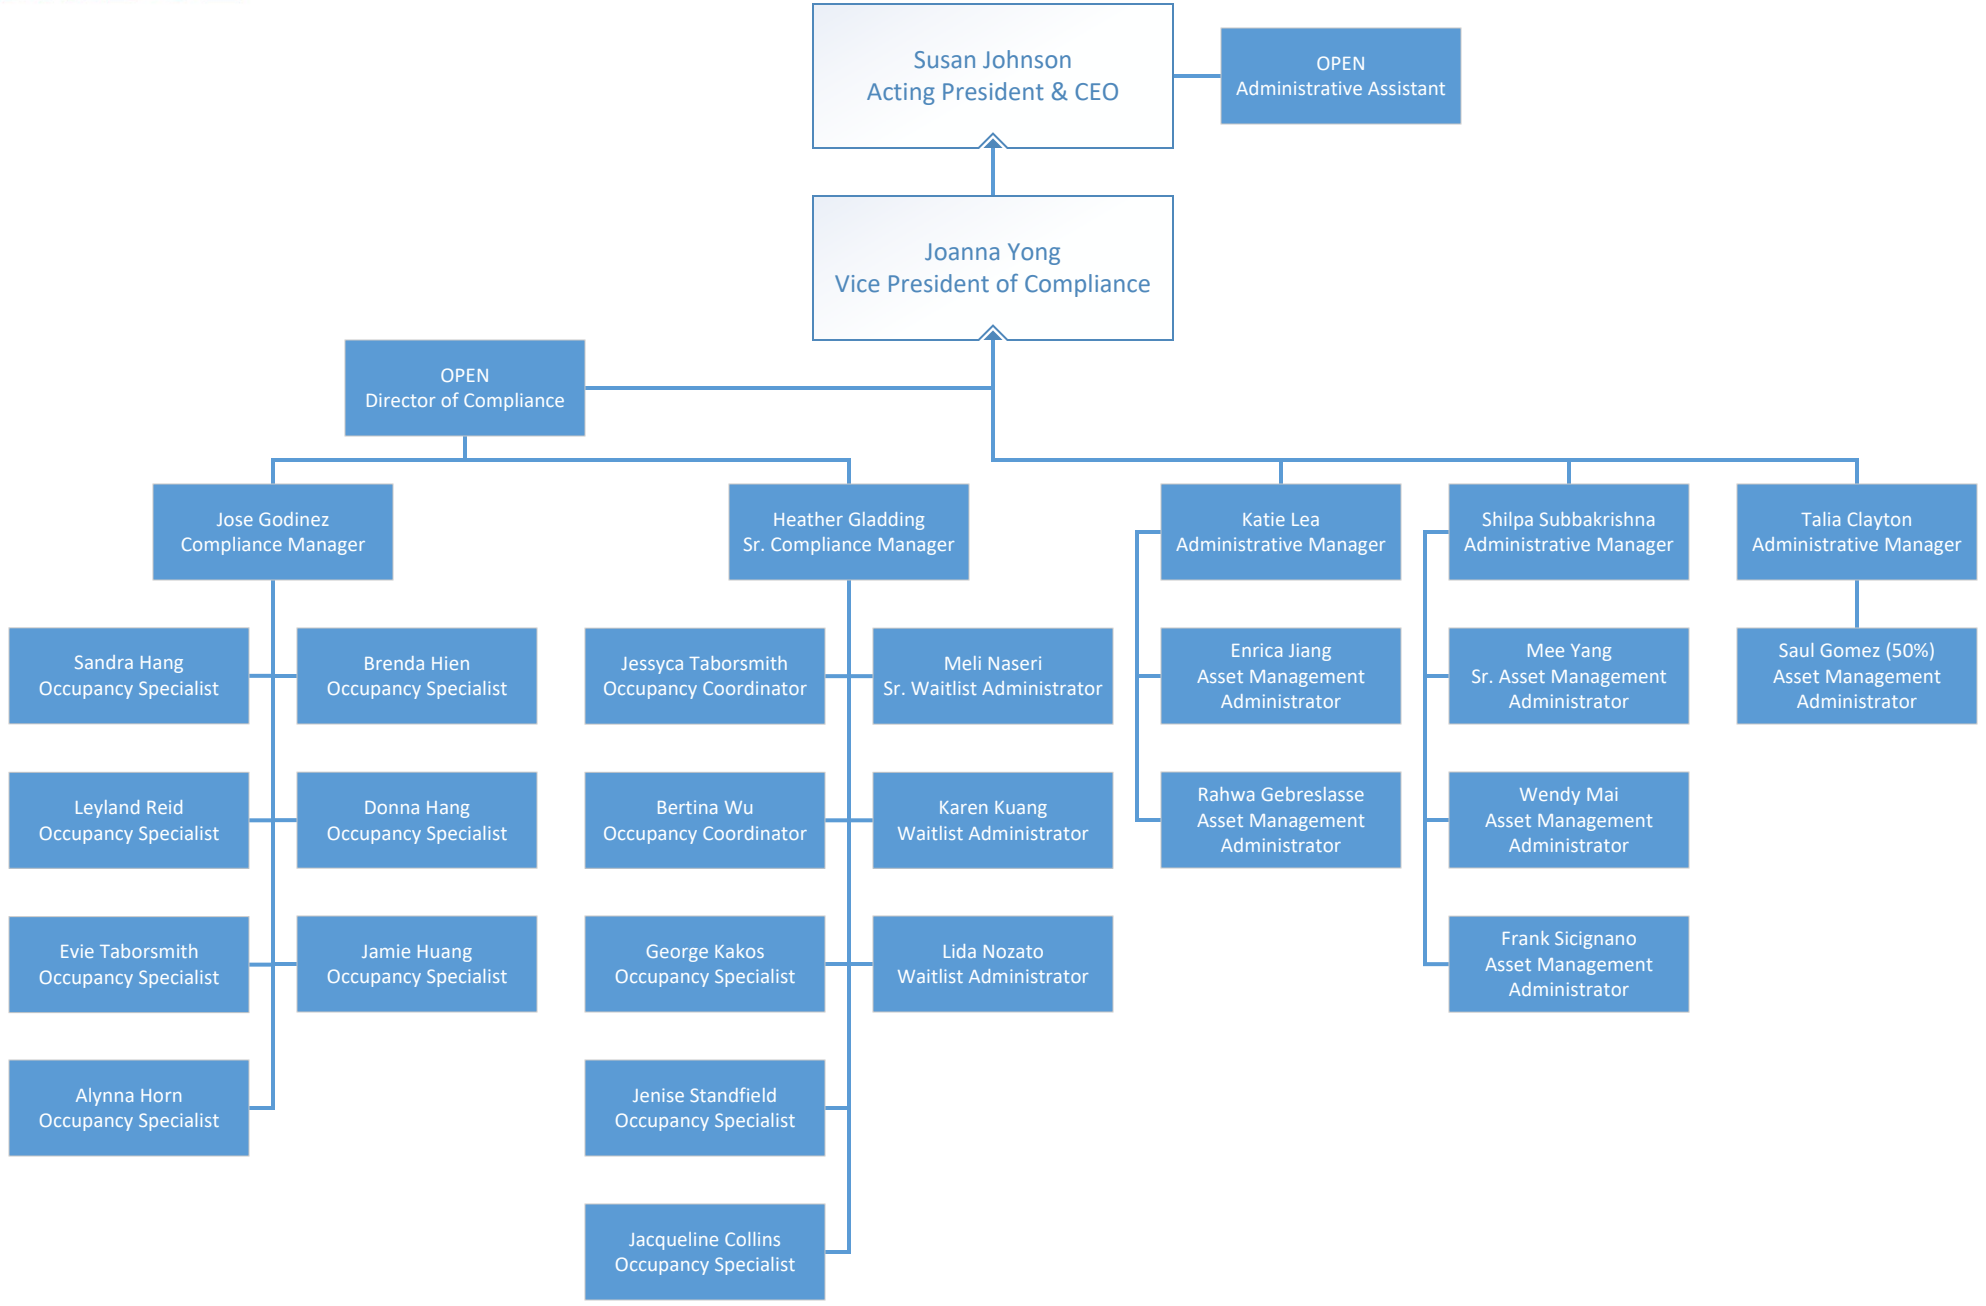 Susan Johnson
Acting President & CEO
OPEN
Administrative Assistant
Joanna Yong
Vice President of Compliance
OPEN
Director of Compliance
Jose Godinez
Compliance Manager
Heather Gladding
Sr. Compliance Manager
Katie Lea
Administrative Manager
Shilpa Subbakrishna
Administrative Manager
Talia Clayton
Administrative Manager
Sandra Hang
Occupancy Specialist
Brenda Hien
Occupancy Specialist
Jessyca Taborsmith
Occupancy Coordinator
Meli Naseri
Sr. Waitlist Administrator
Enrica Jiang
Asset Management
Administrator
Mee Yang
Sr. Asset Management
Administrator
Saul Gomez (50%)
Asset Management
Administrator
Leyland Reid
Occupancy Specialist
Donna Hang
Occupancy Specialist
Bertina Wu
Occupancy Coordinator
Karen Kuang
Waitlist Administrator
Rahwa Gebreslasse
Asset Management
Administrator
Wendy Mai
Asset Management
Administrator
Evie Taborsmith
Occupancy Specialist
Jamie Huang
Occupancy Specialist
George Kakos
Occupancy Specialist
Lida Nozato
Waitlist Administrator
Frank Sicignano
Asset Management
Administrator
Alynna Horn
Occupancy Specialist
Jenise Standfield
Occupancy Specialist
Jacqueline Collins
Occupancy Specialist